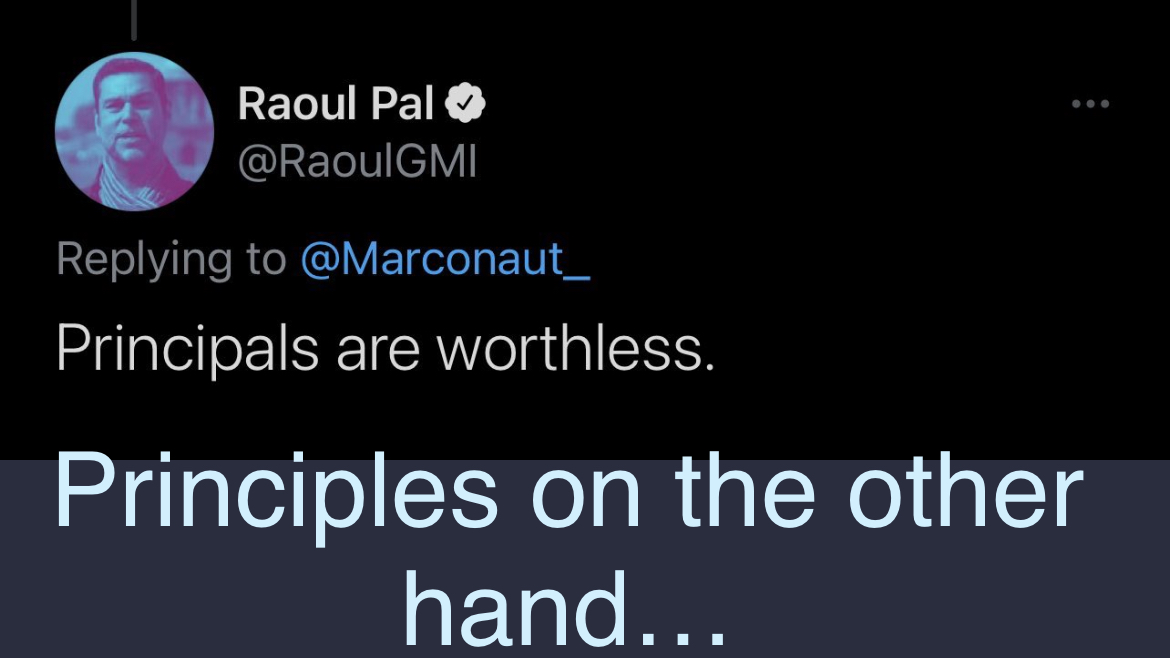 Raoul Pal
@RaoulGMI
Replying to @Marconaut_
Principals are worthless.
Principles on the other
hand...